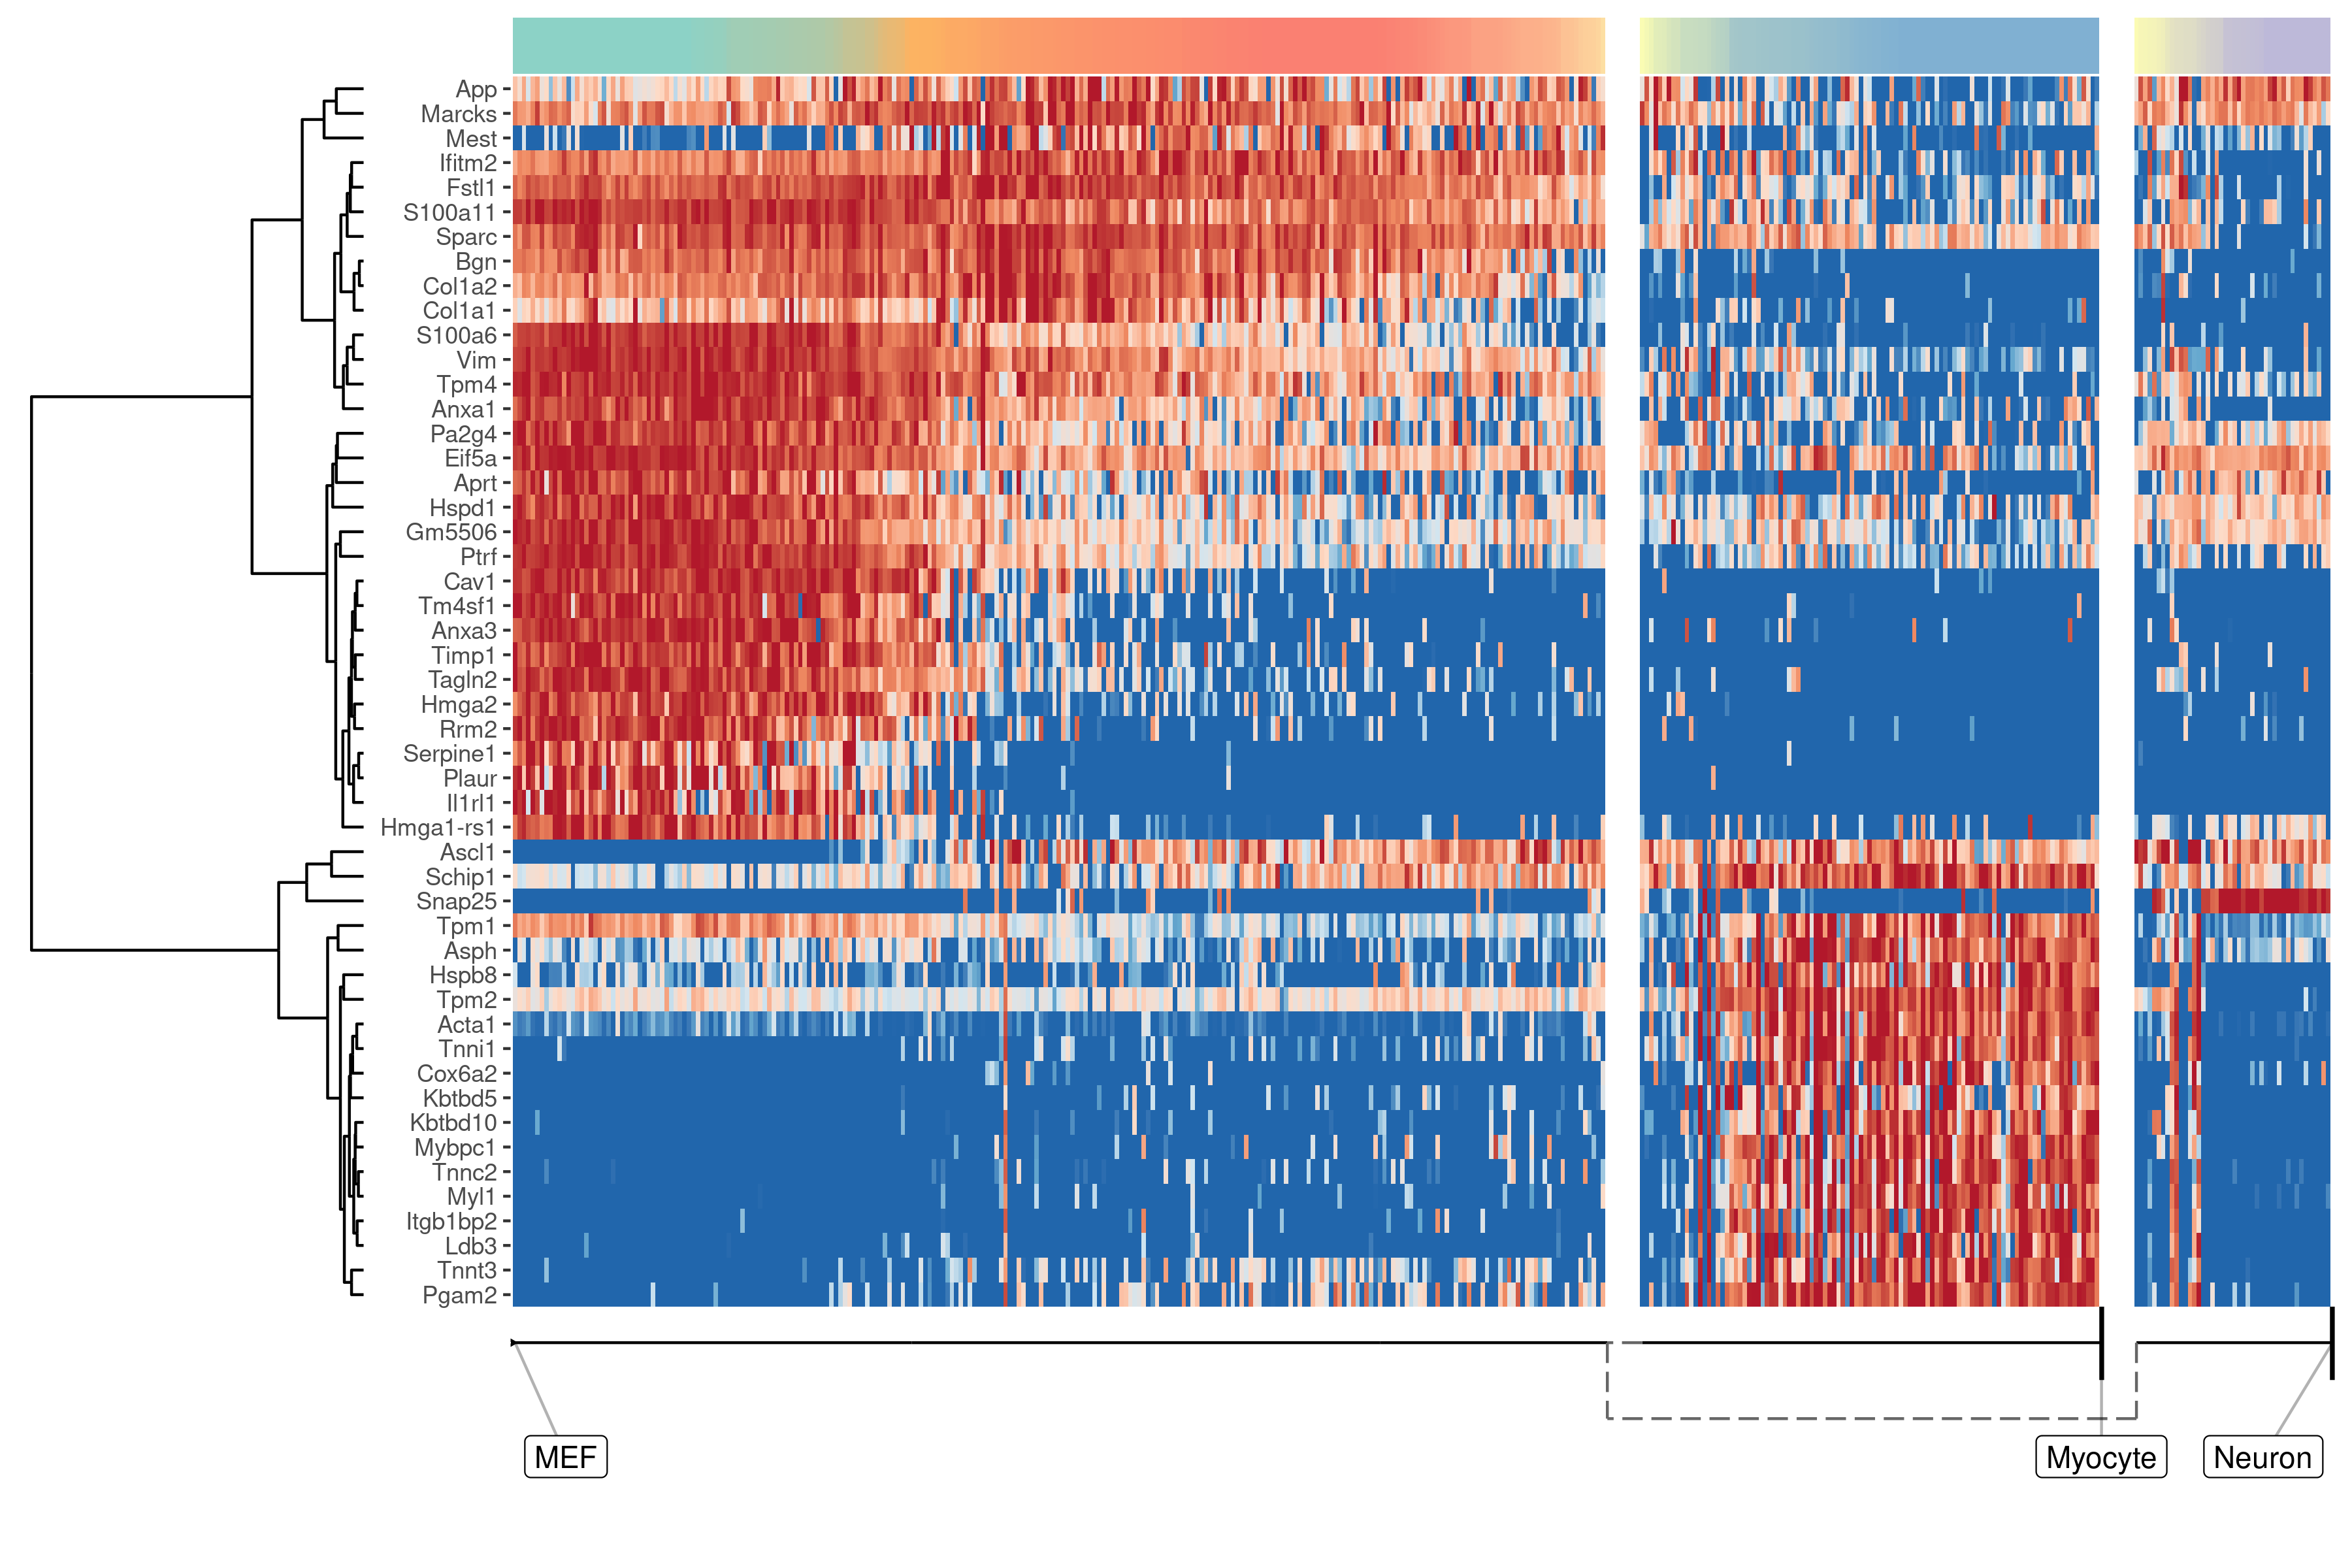 App
Marcks
Mest
Ifitm2
Fstl1
S100a11
Sparc
Bgn
Col1a2
Col1a1
S100a6
Vim
Tpm4
Anxa1
Pa2g4
Eif5a
Aprt
Hspd1
Gm5506
Ptrf
Cav1
Tm4sf1
Anxa3
Timp1
Tagln2
Hmga2
Rrm2
Serpine1
Plaur
Il1rl1
Hmga1-rs1
Ascl1
Schip1
Snap25
Tpm1
Asph
Hspb8
Tpm2
Acta1
Tnni1
Cox6a2
Kbtbd5
Kbtbd10
Mybpc1
Tnnc2
Myl1
Itgb1bp2
Ldb3
Tnnt3
Pgam2
MEF Myocyte Neuron